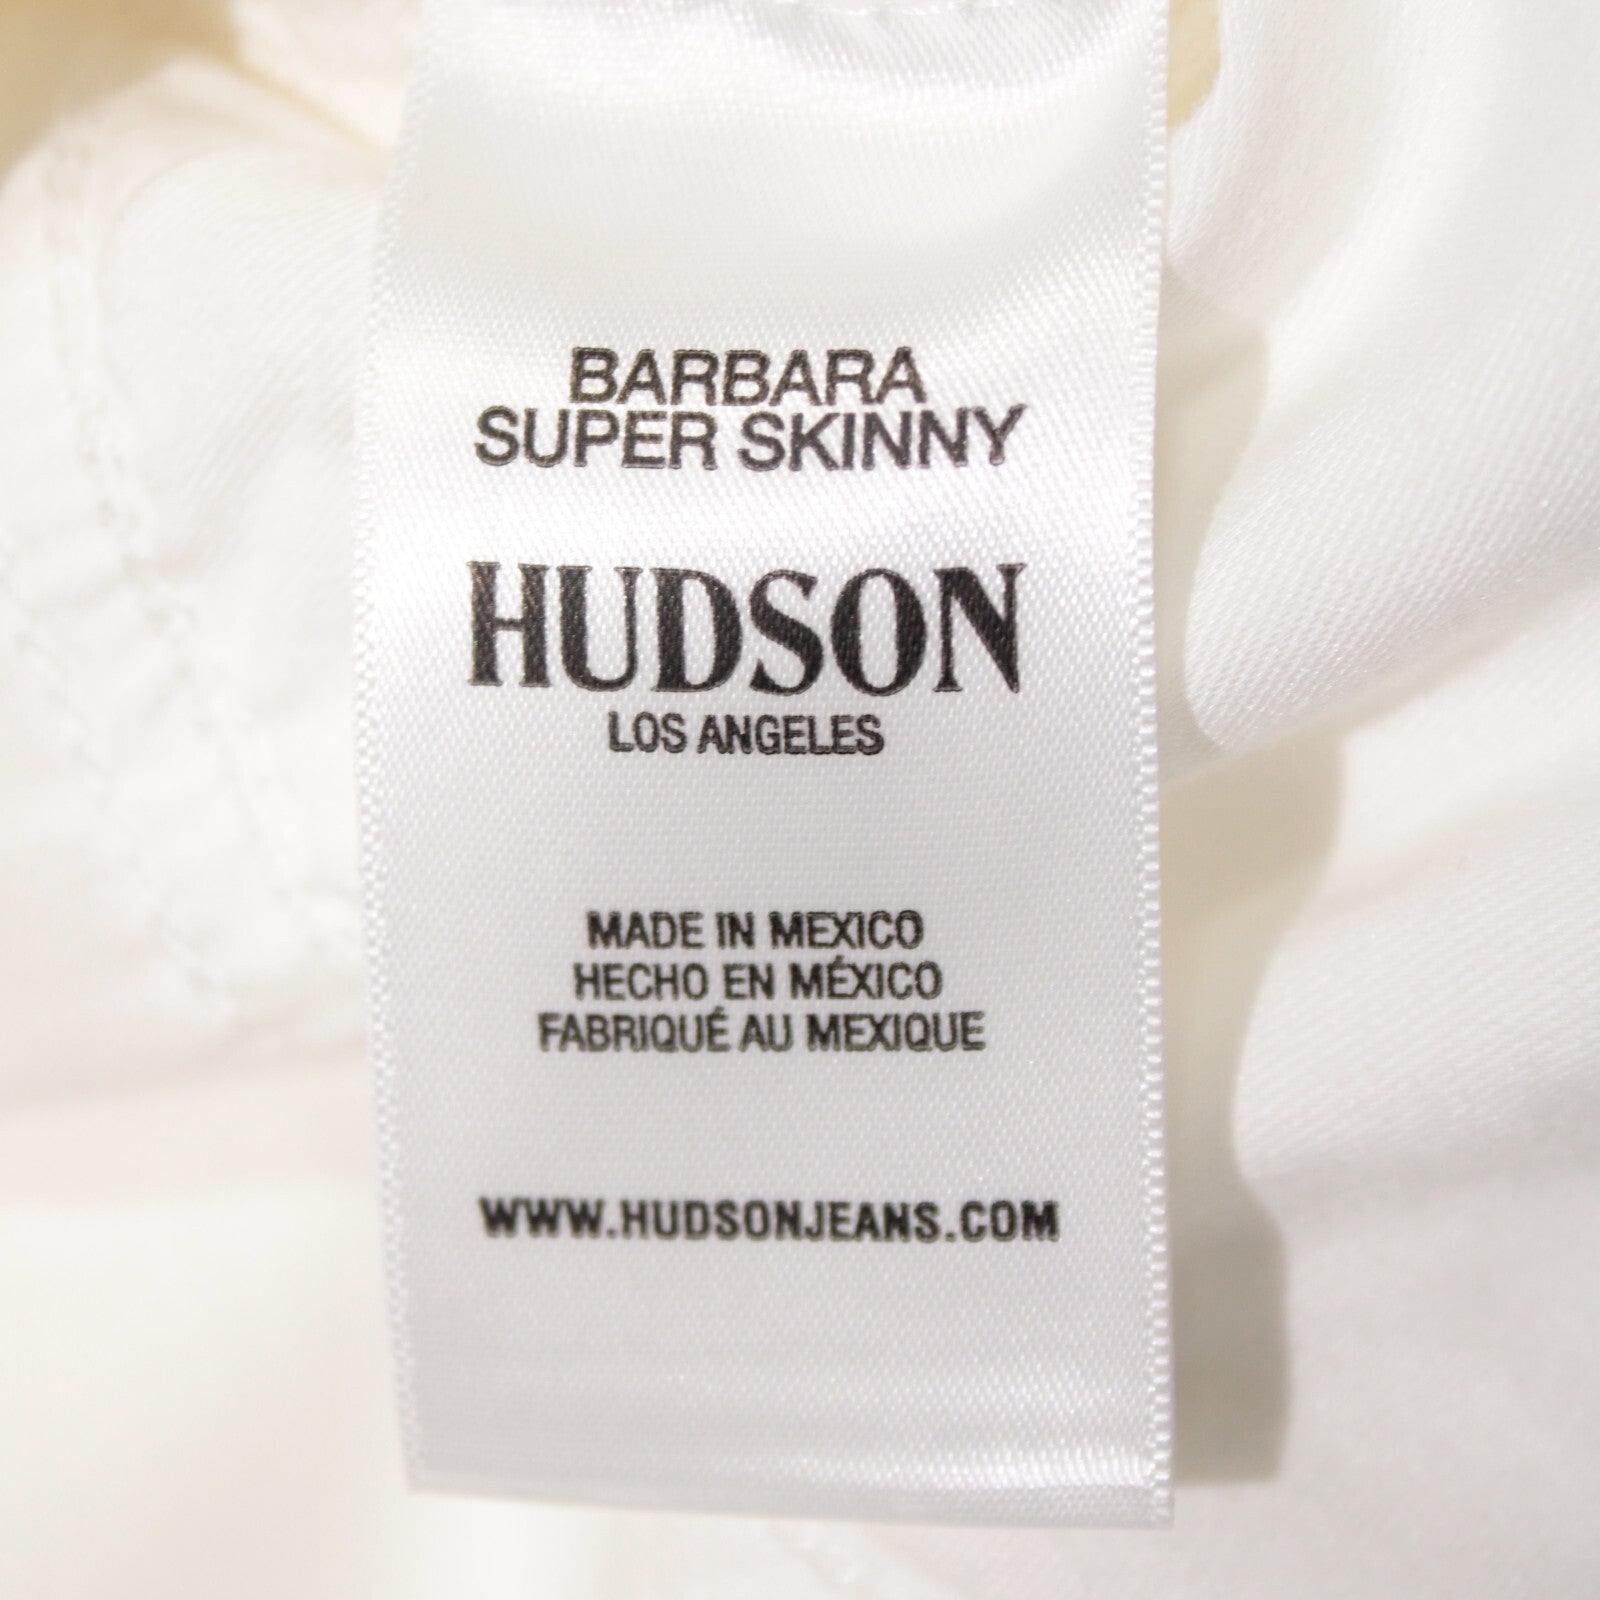 BARBARA
SUPER SKINNY
HUDSON
LOS ANGELES
MADE IN MEXICO
HECHO EN MÉXICO
FABRIQUÉ AU MEXIQUE
WWW.HUDSONJEANS.COM